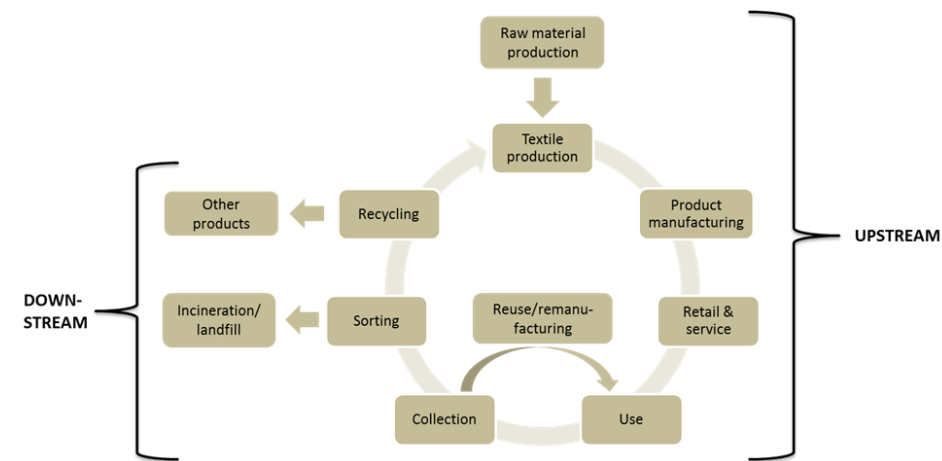 Raw material
production
Textile
production
Product
manufacturing
Retail &
service
Use
Reuse/remanu-
facturing
Collection
Sorting
Incineration/
landfill
Recycling
Other
products
UPSTREAM
DOWN-
STREAM